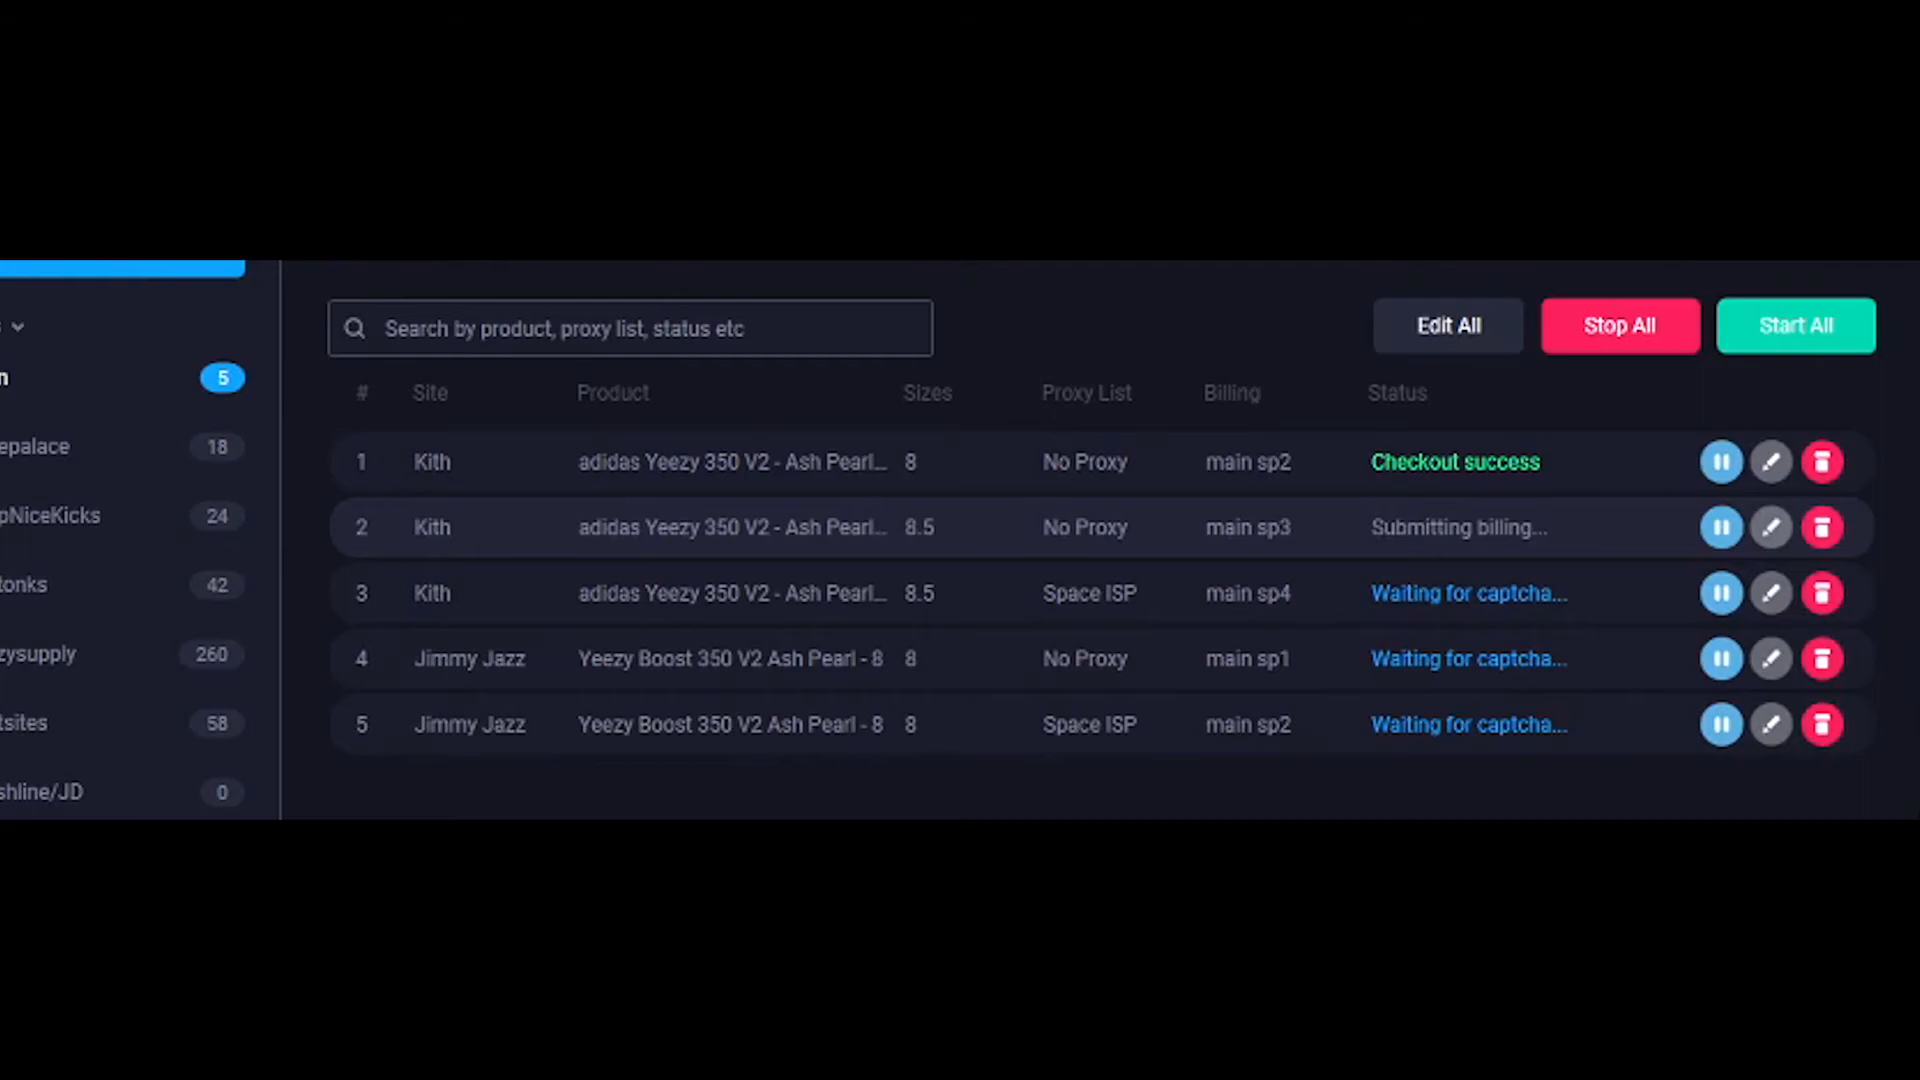 Search by product, proxy list, status etc
Edit All
Stop All
Start All
n 5
# Site Product Sizes Proxy List Billing Status
epalace 18
1 Kith adidas Yeezy 350 V2 - Ash Pearl... 8 No Proxy main sp2 Checkout success
pNiceKicks 24
2 Kith adidas Yeezy 350 V2 - Ash Pearl... 8.5 No Proxy main sp3 Submitting billing...
tonks 42
3 Kith adidas Yeezy 350 V2 - Ash Pearl... 8.5 Space ISP main sp4 Waiting for captcha...
zysupply 260
4 Jimmy Jazz Yeezy Boost 350 V2 Ash Pearl - 8 8 No Proxy main sp1 Waiting for captcha...
tsites 58
5 Jimmy Jazz Yeezy Boost 350 V2 Ash Pearl - 8 8 Space ISP main sp2 Waiting for captcha...
shline/JD 0